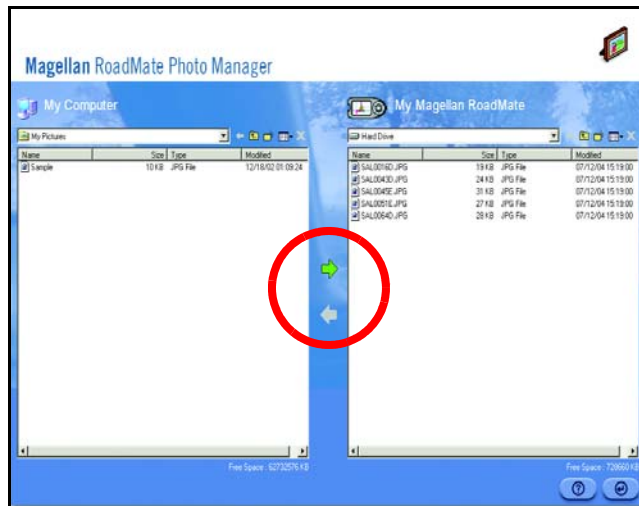 Magellan RoadMate Photo Manager
My Computer
My Pictures
Name Size Type Modified
Sample 10 KB JPG File 12/18/02 01:09:24
Free Space : 62732576 KB
My Magellan RoadMate
Hard Drive
Name Size Type Modified
SAL0016D.JPG 19 KB JPG File 07/12/04 15:19:00
SAL0043D.JPG 24 KB JPG File 07/12/04 15:19:00
SAL0045E.JPG 31 KB JPG File 07/12/04 15:19:00
SAL0051E.JPG 27 KB JPG File 07/12/04 15:19:00
SAL0064D.JPG 28 KB JPG File 07/12/04 15:19:00
Free Space : 728660 KB